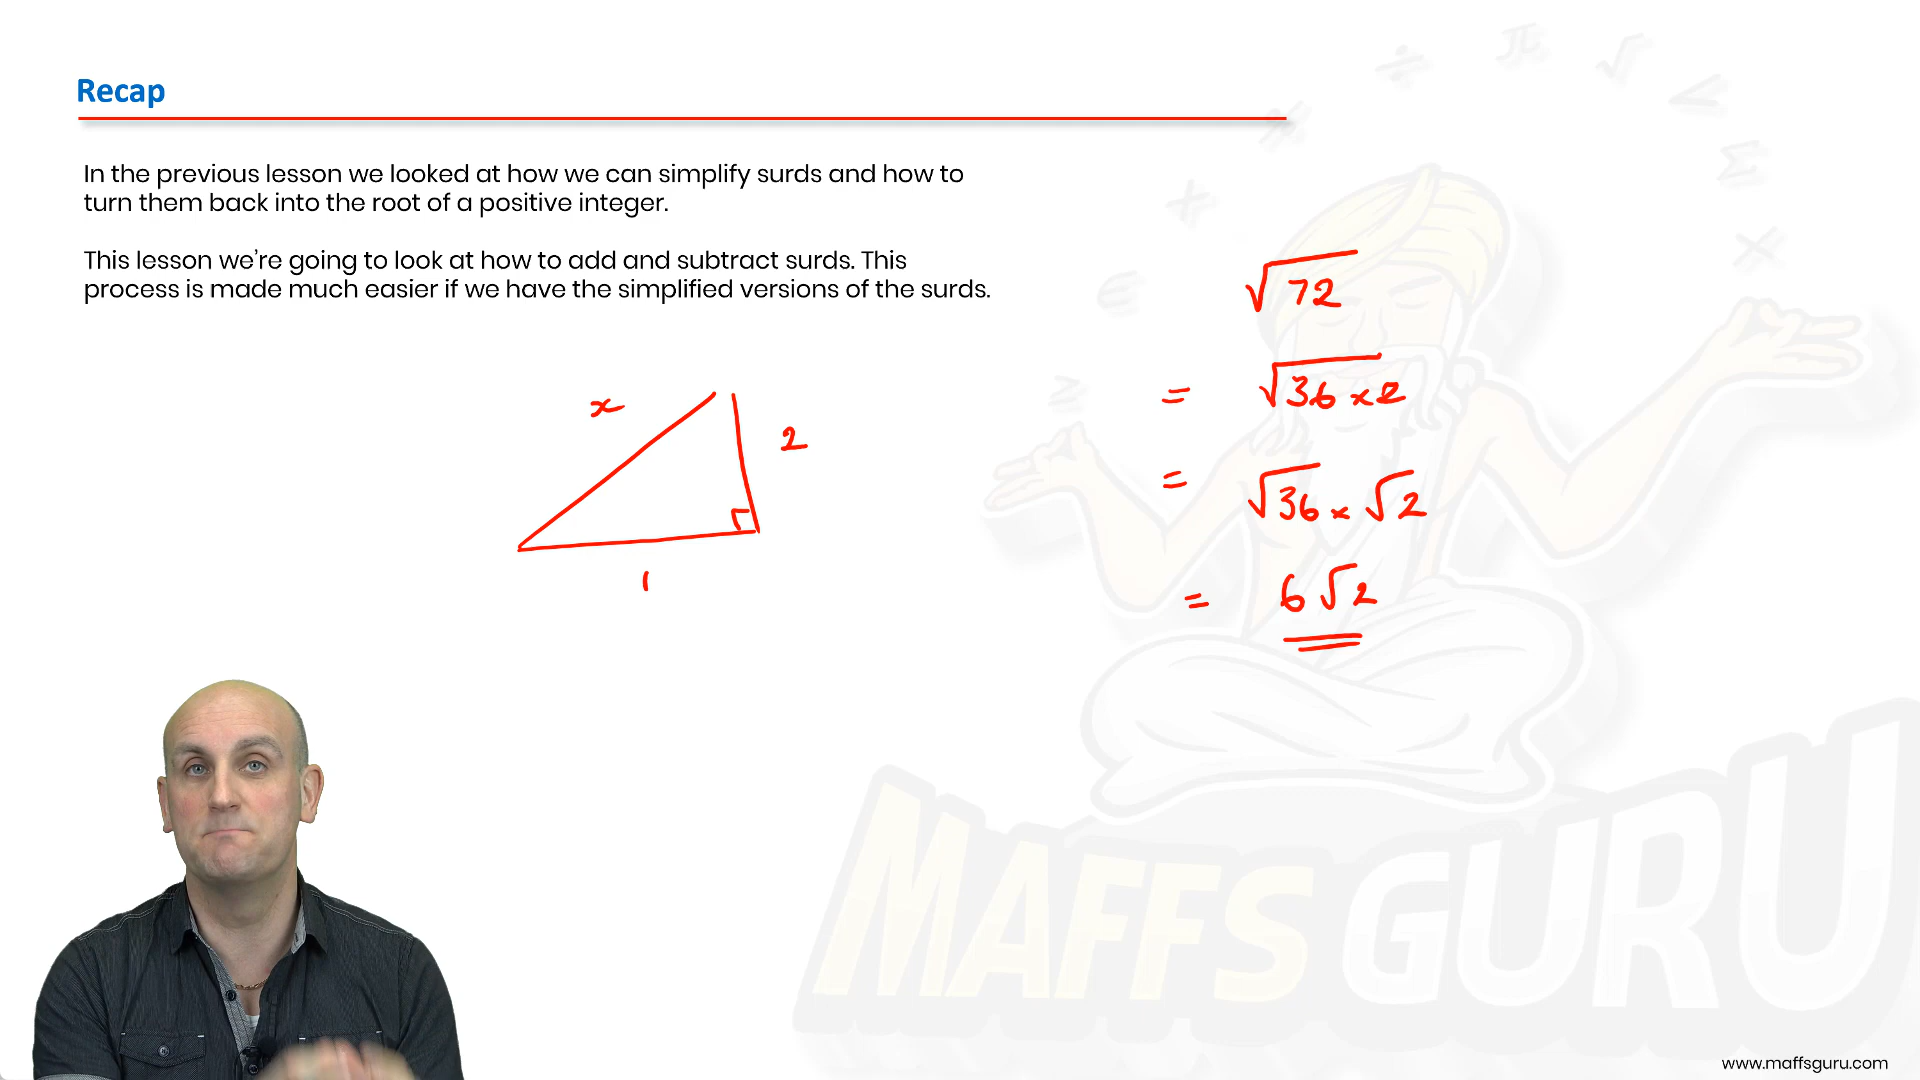 Recap
In the previous lesson we looked at how we can simplify surds and how to
turn them back into the root of a positive integer.
This lesson we're going to look at how to add and subtract surds. This
process is made much easier if we have the simplified versions of the surds.
x
2
1
√72
= √36 × 2
= √36 × √2
= 6√2
÷ π √ < Σ × € ×
MAFFS GURU
www.maffsguru.com